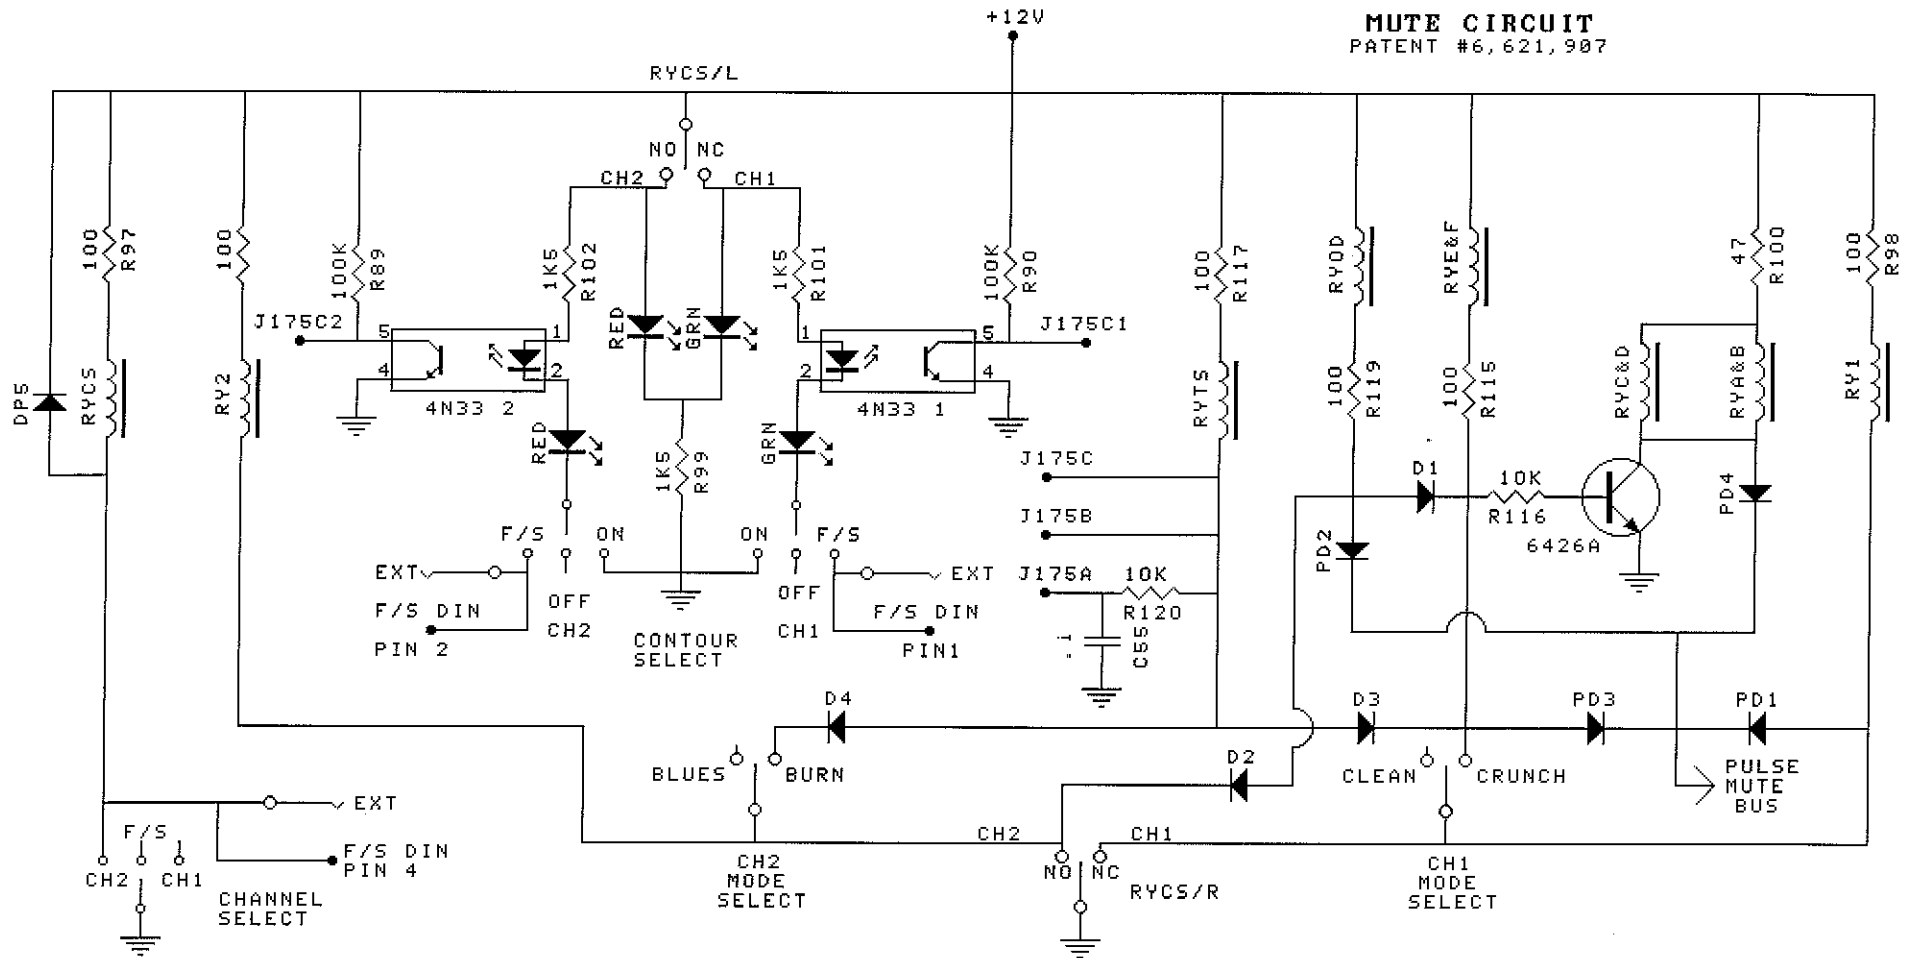 +12V
MUTE CIRCUIT
PATENT #6,621,907
RYCS/L
NO NC
CH2 CH1
100
R97
100
100K
R89
1K5
R102
1K5
R101
100K
R90
100
R117
RYOD
RYE&F
47
R100
100
R98
J175C2
5
4
1
2
4N33 2
RED
GRN
1
2
5
4
4N33 1
J175C1
DP5
RYCS
RY2
RYTS
100
R119
100
R115
RYC&D
RYA&B
RY1
RED
1K5
R99
GRN
J175C
D1
10K
R116
6426A
PD4
J175B
PD2
F/S
ON
ON
F/S
EXT
OFF
OFF
EXT
J175A
10K
R120
F/S DIN
PIN 2
CH2
CONTOUR
SELECT
CH1
F/S DIN
PIN1
.1
C55
D4
D3
PD3
PD1
BLUES
BURN
D2
CLEAN
CRUNCH
PULSE
MUTE
BUS
EXT
F/S
F/S DIN
PIN 4
CH2 CH1
CHANNEL
SELECT
CH2
MODE
SELECT
CH2
CH1
NO NC
RYCS/R
CH1
MODE
SELECT